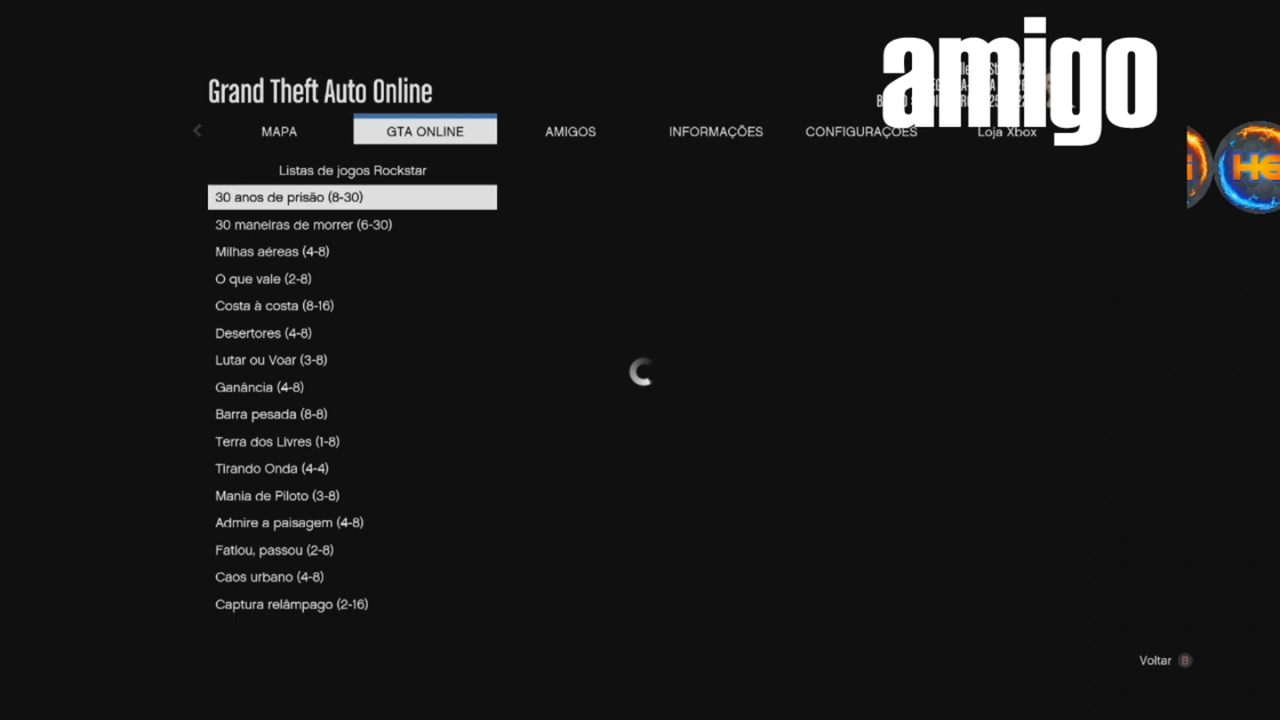 amigo
Grand Theft Auto Online
MAPA
GTA ONLINE
AMIGOS
INFORMAÇÕES
CONFIGURAÇÕES
Loja Xbox
Listas de jogos Rockstar
30 anos de prisão (8-30)
30 maneiras de morrer (6-30)
Milhas aéreas (4-8)
O que vale (2-8)
Costa à costa (8-16)
Desertores (4-8)
Lutar ou Voar (3-8)
Ganância (4-8)
Barra pesada (8-8)
Terra dos Livres (1-8)
Tirando Onda (4-4)
Mania de Piloto (3-8)
Admire a paisagem (4-8)
Fatiou, passou (2-8)
Caos urbano (4-8)
Captura relâmpago (2-16)
Voltar B